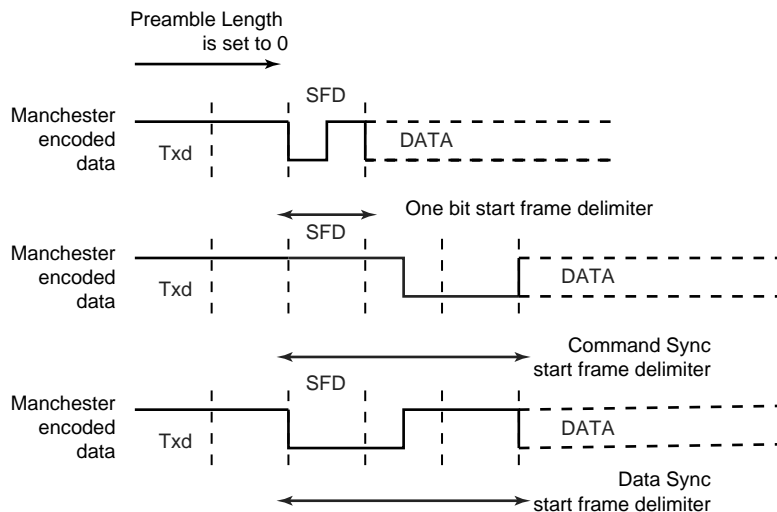 Preamble Length
is set to 0
SFD
Manchester
encoded
data
Txd
DATA
One bit start frame delimiter
SFD
Manchester
encoded
data
Txd
DATA
Command Sync
start frame delimiter
SFD
Manchester
encoded
data
Txd
DATA
Data Sync
start frame delimiter